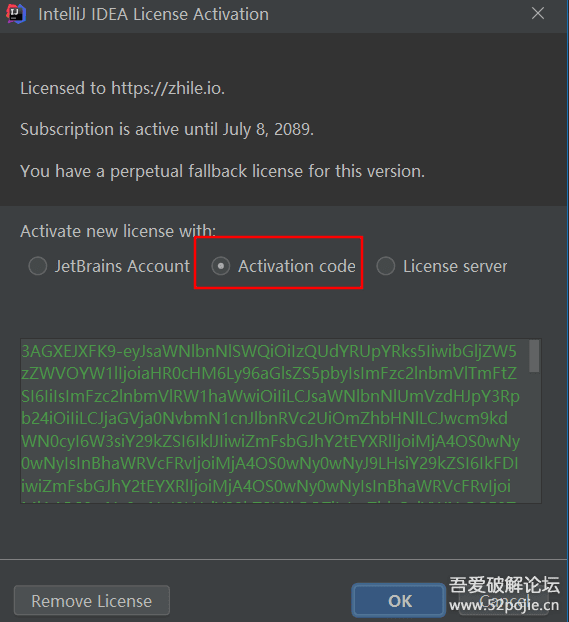 IJ IntelliJ IDEA License Activation
Licensed to https://zhile.io.
Subscription is active until July 8, 2089.
You have a perpetual fallback license for this version.
Activate new license with:
JetBrains Account Activation code License server
3AGXEJXFK9-eyJsaWNlbnNlSWQiOiIzQUdYRUpYRks5IiwibGljZW5
zZWVOYW1lIjoiaHR0cHM6Ly96aGlsZS5pbyIsImFzc2lnbmVlTmFtZ
SI6IiIsImFzc2lnbmVlRW1haWwiOiIiLCJsaWNlbnNlUmVzdHJpY3Rp
b24iOiIiLCJjaGVja0NvbmN1cnJlbnRVc2UiOmZhbHNlLCJwcm9kd
WN0cyI6W3siY29kZSI6IklJIiwiZmFsbGJhY2tEYXRlIjoiMjA4OS0wNy
0wNyIsInBhaWRVcFRvIjoiMjA4OS0wNy0wNyJ9LHsiY29kZSI6IkFDI
iwiZmFsbGJhY2tEYXRlIjoiMjA4OS0wNy0wNyIsInBhaWRVcFRvIjoi
Remove License OK Cancel
吾爱破解论坛
www.52pojie.cn